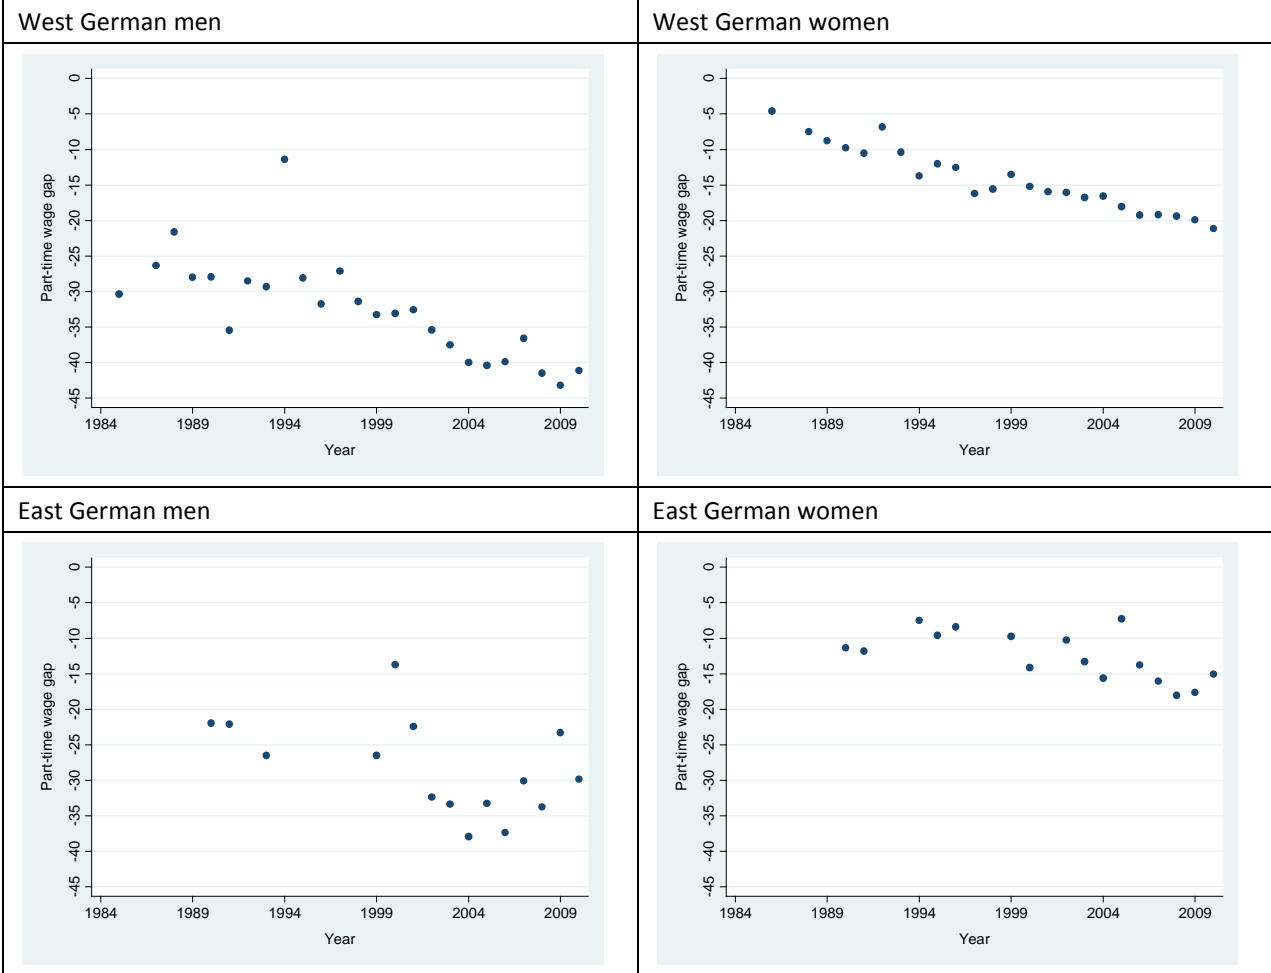 West German men
West German women
Part-time wage gap
0
-5
-10
-15
-20
-25
-30
-35
-40
-45
1984 1989 1994 1999 2004 2009
Year
Part-time wage gap
0
-5
-10
-15
-20
-25
-30
-35
-40
-45
1984 1989 1994 1999 2004 2009
Year
East German men
East German women
Part-time wage gap
0
-5
-10
-15
-20
-25
-30
-35
-40
-45
1984 1989 1994 1999 2004 2009
Year
Part-time wage gap
0
-5
-10
-15
-20
-25
-30
-35
-40
-45
1984 1989 1994 1999 2004 2009
Year